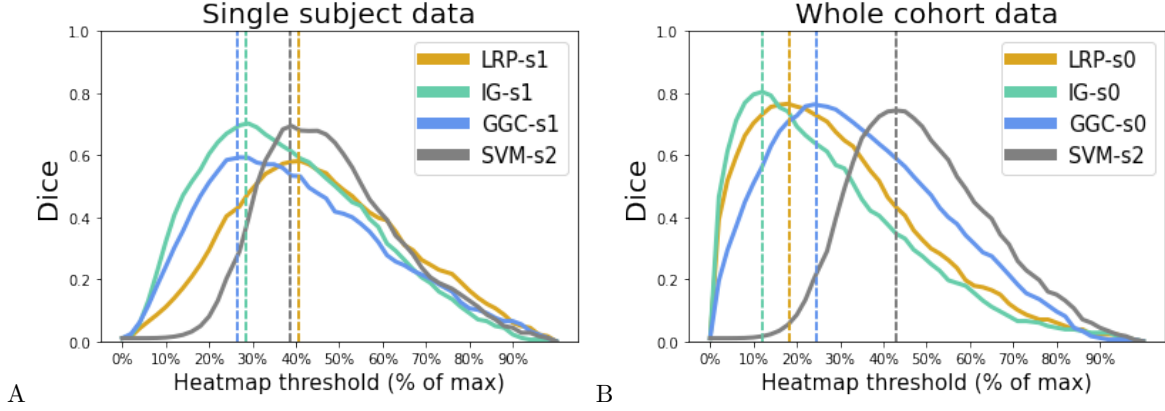 Single subject data
1.0
0.8
0.6
0.4
0.2
0.0
Dice
LRP-s1
IG-s1
GGC-s1
SVM-s2
0% 10% 20% 30% 40% 50% 60% 70% 80% 90%
Heatmap threshold (% of max)
A
Whole cohort data
1.0
0.8
0.6
0.4
0.2
0.0
Dice
LRP-s0
IG-s0
GGC-s0
SVM-s2
0% 10% 20% 30% 40% 50% 60% 70% 80% 90%
Heatmap threshold (% of max)
B